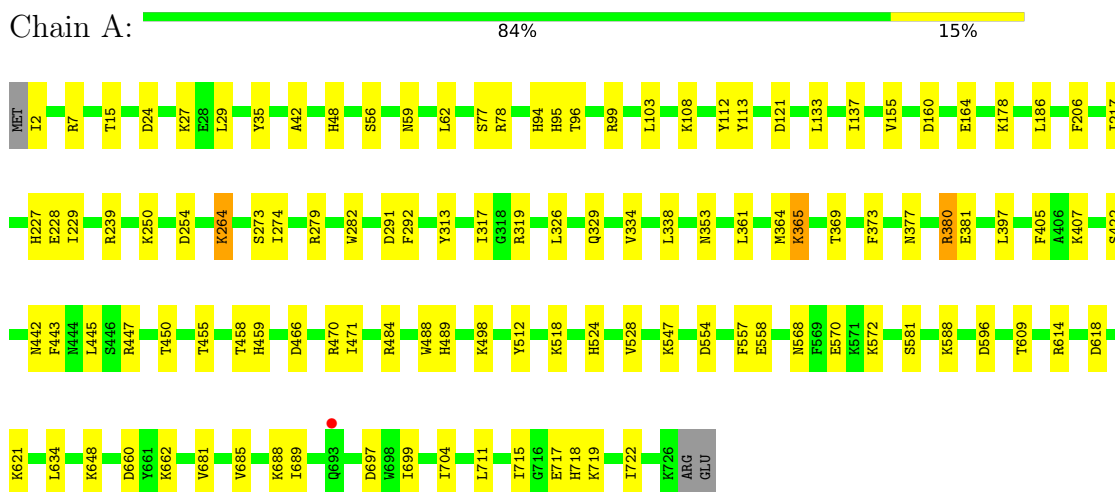 Chain A:
84% 15%
MET I2 R7 T15 D24 K27 E28 L29 Y35 A42 H48 S56 N59 L62 S77 R78 H94 H95 T96 R99 L103 K108 Y112 Y113 D121 L133 I137 V155 D160 E164 K178 L186 F206
H227 E228 I229 R239 K250 D254 K264 S273 I274 R279 W282 D291 F292 Y313 I317 G318 R319 L326 Q329 V334 L338 N353 L361 M364 K365 T369 F373 N377 R380 E381 L397 F405 A406 K407
N442 F443 N444 L445 S446 R447 T450 T455 T458 H459 D466 R470 I471 R484 W488 H489 K498 Y512 K518 H524 V528 K547 D554 F557 E558 N568 F569 E570 K571 K572 S581 K588 D596 T609 R614 D618
K621 L634 K648 D660 Y661 K662 V681 V685 K688 I689 Q693 D697 W698 I699 I704 L711 I715 G716 E717 H718 K719 I722 K726 ARG GLU